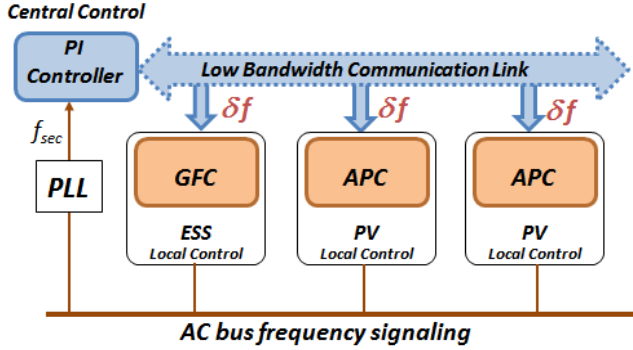 Central Control
PI
Controller
Low Bandwidth Communication Link
δf
δf
δf
f_sec
PLL
GFC
APC
APC
ESS
Local Control
PV
Local Control
PV
Local Control
AC bus frequency signaling